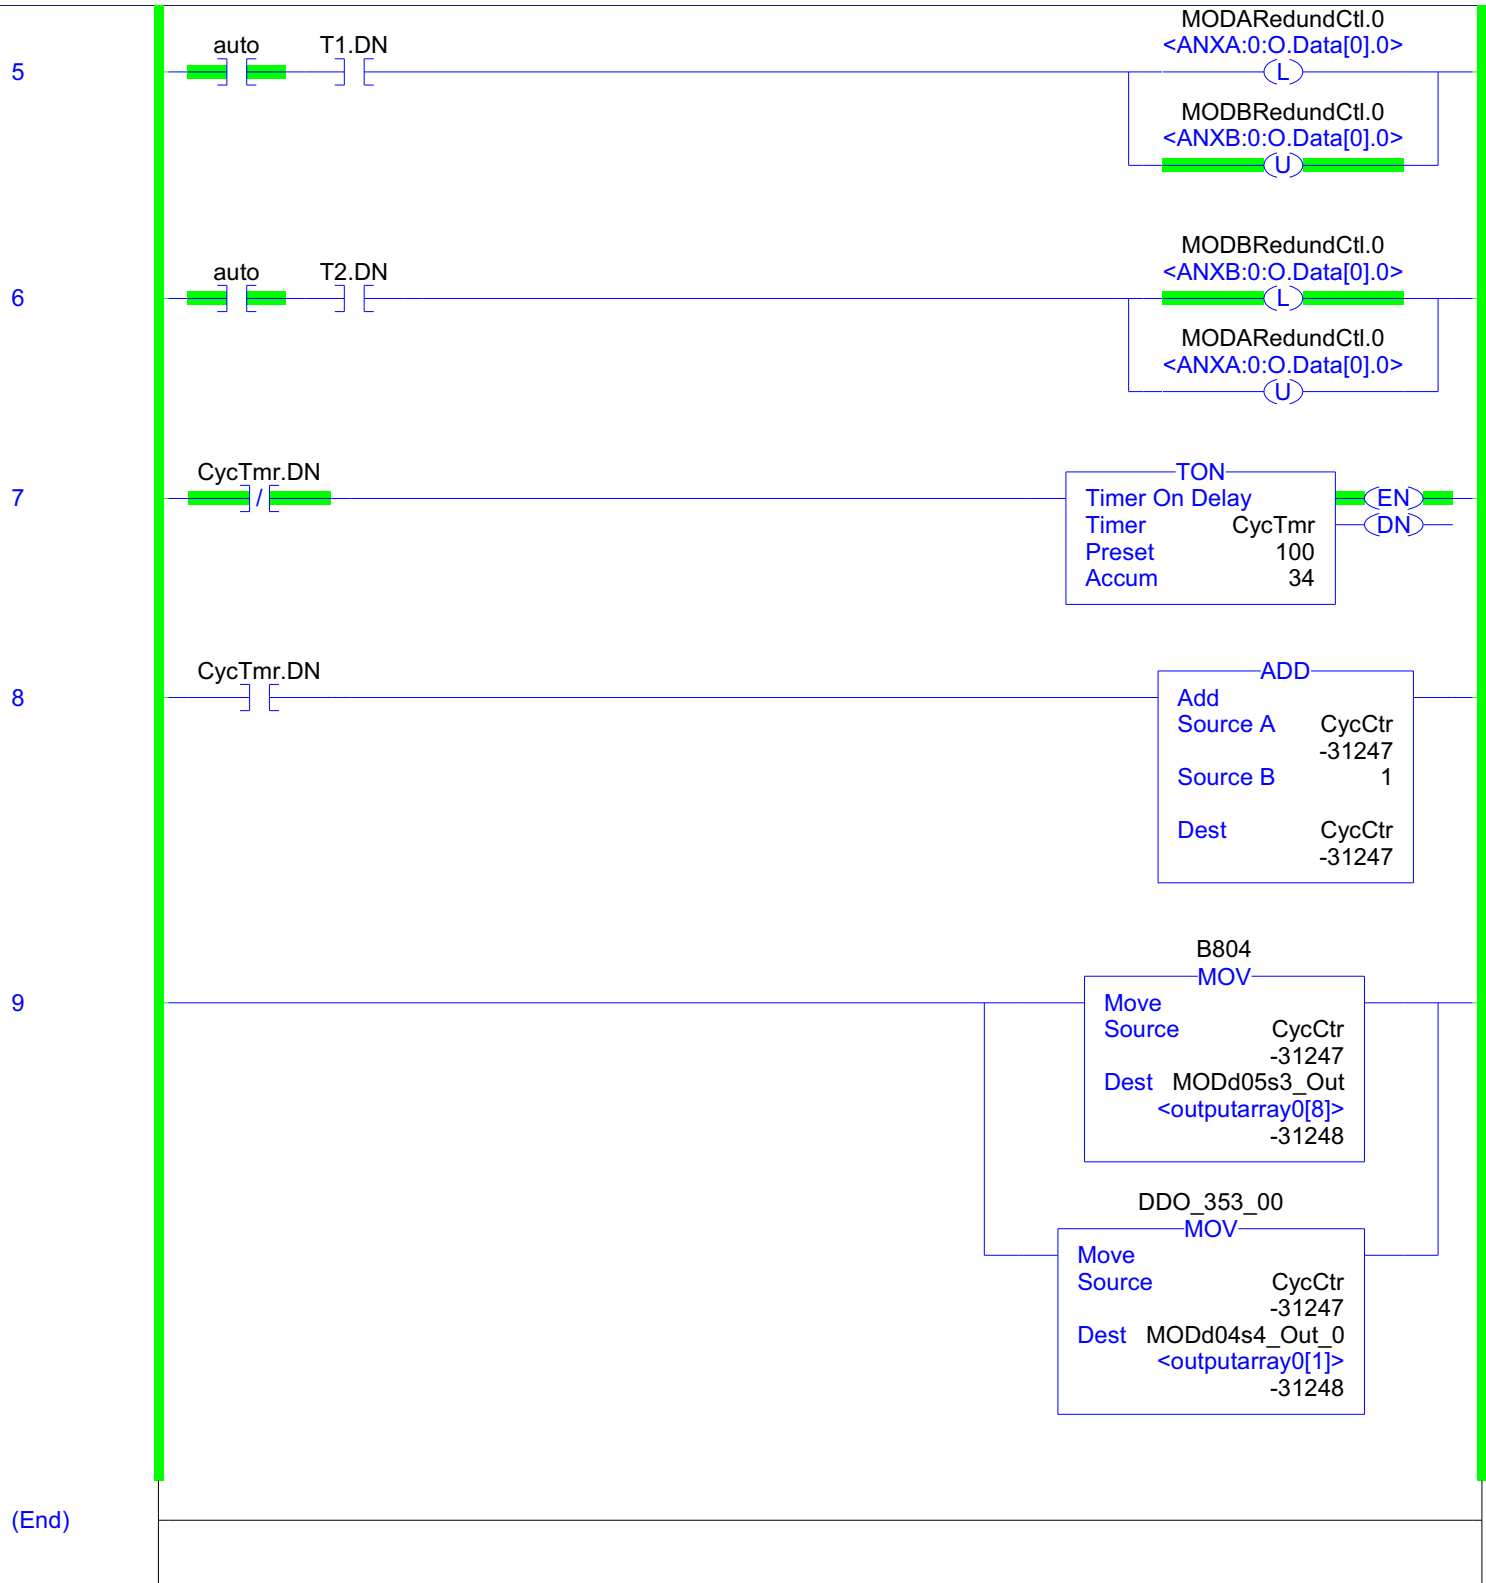 5
auto
T1.DN
MODARedundCtl.0
<ANXA:0:O.Data[0].0>
L
MODBRedundCtl.0
<ANXB:0:O.Data[0].0>
U
6
auto
T2.DN
MODBRedundCtl.0
<ANXB:0:O.Data[0].0>
L
MODARedundCtl.0
<ANXA:0:O.Data[0].0>
U
7
CycTmr.DN
/
TON
Timer On Delay
Timer CycTmr
Preset 100
Accum 34
EN
DN
8
CycTmr.DN
ADD
Add
Source A CycCtr
-31247
Source B 1
Dest CycCtr
-31247
9
B804
MOV
Move
Source CycCtr
-31247
Dest MODd05s3_Out
<outputarray0[8]>
-31248
DDO_353_00
MOV
Move
Source CycCtr
-31247
Dest MODd04s4_Out_0
<outputarray0[1]>
-31248
(End)